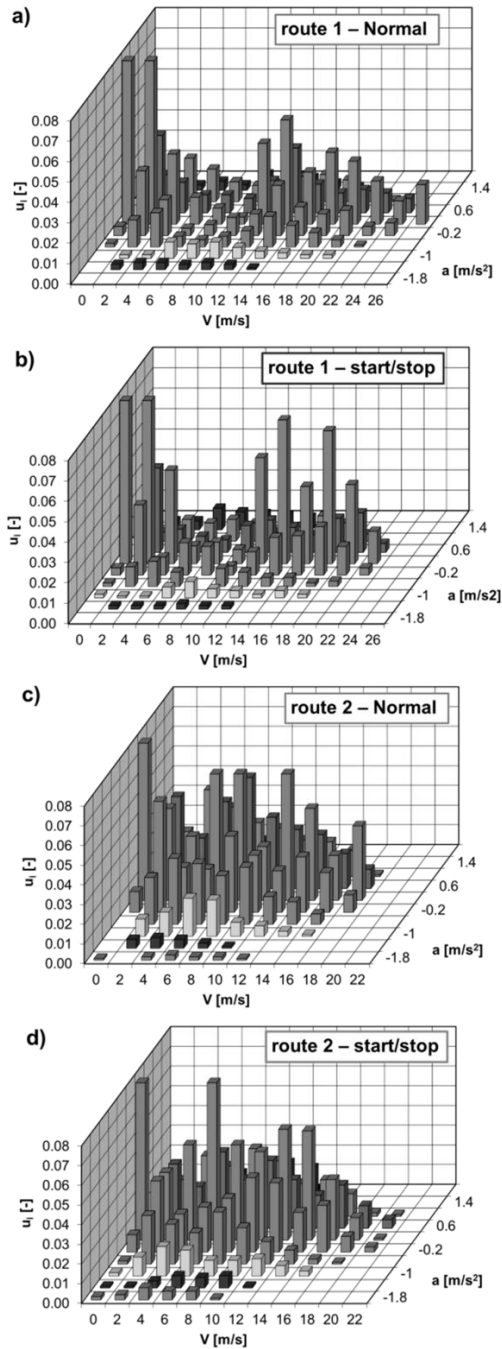 a)
route 1 – Normal
0.08
0.07
0.06
0.05
0.04
0.03
0.02
0.01
0.00
uᵢ [-]
0 2 4 6 8 10 12 14 16 18 20 22 24 26
V [m/s]
1.4
0.6
-0.2
-1
-1.8
a [m/s²]
b)
route 1 – start/stop
0.08
0.07
0.06
0.05
0.04
0.03
0.02
0.01
0.00
uᵢ [-]
0 2 4 6 8 10 12 14 16 18 20 22 24 26
V [m/s]
1.4
0.6
-0.2
-1
-1.8
a [m/s2]
c)
route 2 – Normal
0.08
0.07
0.06
0.05
0.04
0.03
0.02
0.01
0.00
uᵢ [-]
0 2 4 6 8 10 12 14 16 18 20 22
V [m/s]
1.4
0.6
-0.2
-1
-1.8
a [m/s²]
d)
route 2 – start/stop
0.08
0.07
0.06
0.05
0.04
0.03
0.02
0.01
0.00
uᵢ [-]
0 2 4 6 8 10 12 14 16 18 20 22
V [m/s]
1.4
0.6
-0.2
-1
-1.8
a [m/s²]